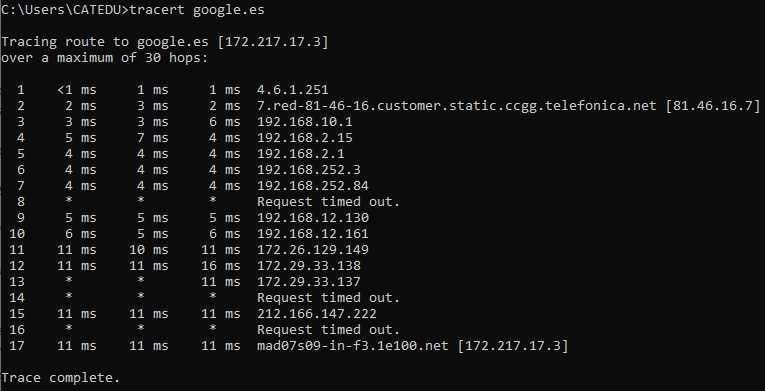 C:\Users\CATEDU>tracert google.es
Tracing route to google.es [172.217.17.3]
over a maximum of 30 hops:
1 <1 ms 1 ms 1 ms 4.6.1.251
2 2 ms 3 ms 2 ms 7.red-81-46-16.customer.static.ccgg.telefonica.net [81.46.16.7]
3 3 ms 3 ms 6 ms 192.168.10.1
4 5 ms 7 ms 4 ms 192.168.2.15
5 4 ms 4 ms 4 ms 192.168.2.1
6 4 ms 4 ms 4 ms 192.168.252.3
7 4 ms 4 ms 4 ms 192.168.252.84
8 * * * Request timed out.
9 5 ms 5 ms 5 ms 192.168.12.130
10 6 ms 5 ms 6 ms 192.168.12.161
11 11 ms 10 ms 11 ms 172.26.129.149
12 11 ms 11 ms 16 ms 172.29.33.138
13 * * 11 ms 172.29.33.137
14 * * * Request timed out.
15 11 ms 11 ms 11 ms 212.166.147.222
16 * * * Request timed out.
17 11 ms 11 ms 11 ms mad07s09-in-f3.1e100.net [172.217.17.3]
Trace complete.